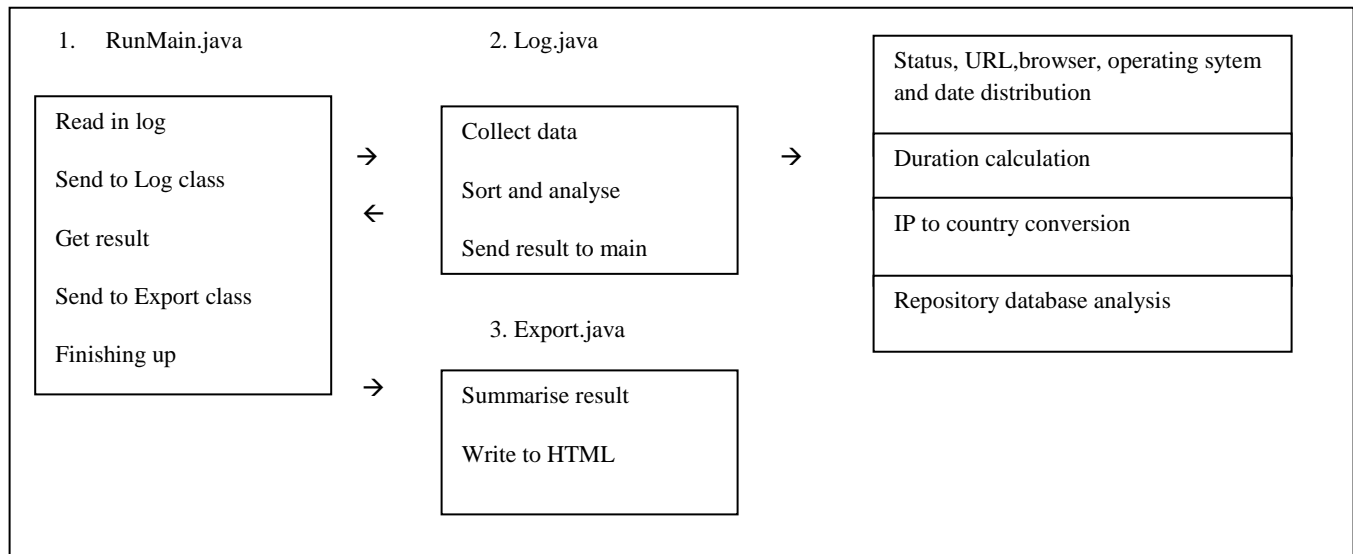 1. RunMain.java
Read in log
Send to Log class
Get result
Send to Export class
Finishing up
→
←
→
2. Log.java
Collect data
Sort and analyse
Send result to main
3. Export.java
Summarise result
Write to HTML
→
Status, URL,browser, operating sytem
and date distribution
Duration calculation
IP to country conversion
Repository database analysis